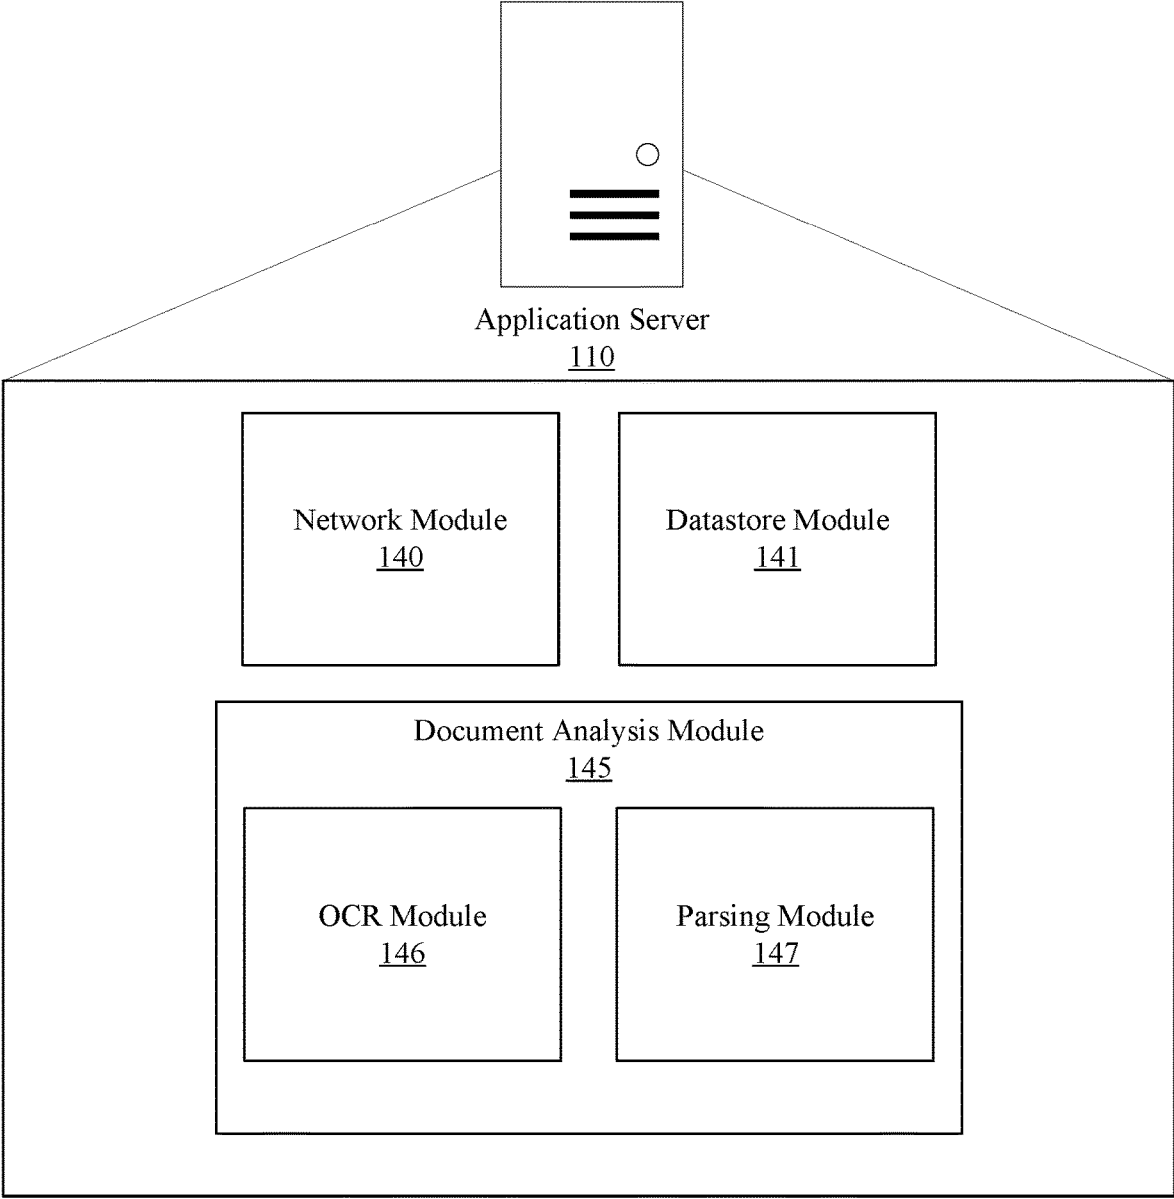 Application Server
110
Network Module
140
Datastore Module
141
Document Analysis Module
145
OCR Module
146
Parsing Module
147